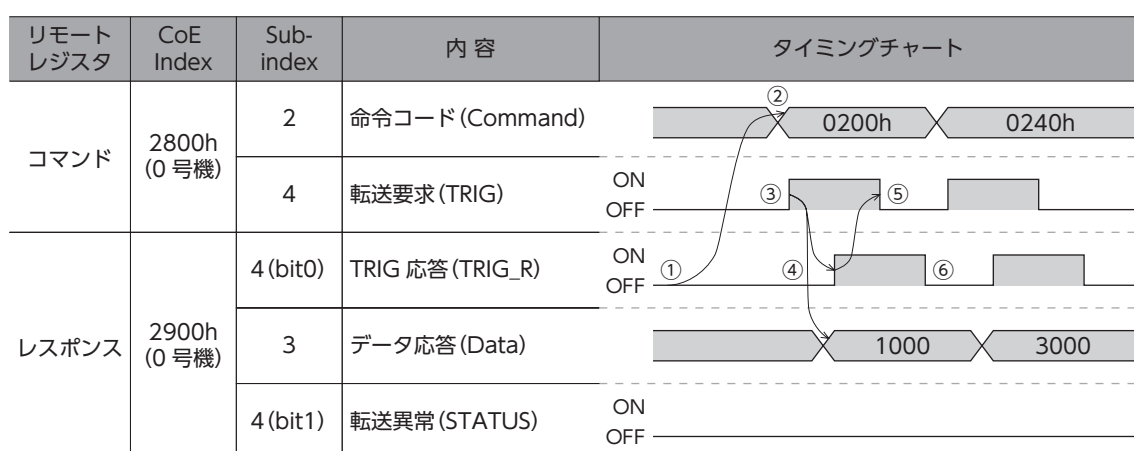 リモート
レジスタ
CoE
Index
Sub-
index
内 容
タイミングチャート
コマンド
2800h
(0 号機)
2
命令コード(Command)
②
0200h
0240h
4
転送要求(TRIG)
ON
OFF
③
⑤
レスポンス
2900h
(0 号機)
4(bit0)
TRIG 応答(TRIG_R)
ON
OFF
①
④
⑥
3
データ応答(Data)
1000
3000
4(bit1)
転送異常(STATUS)
ON
OFF